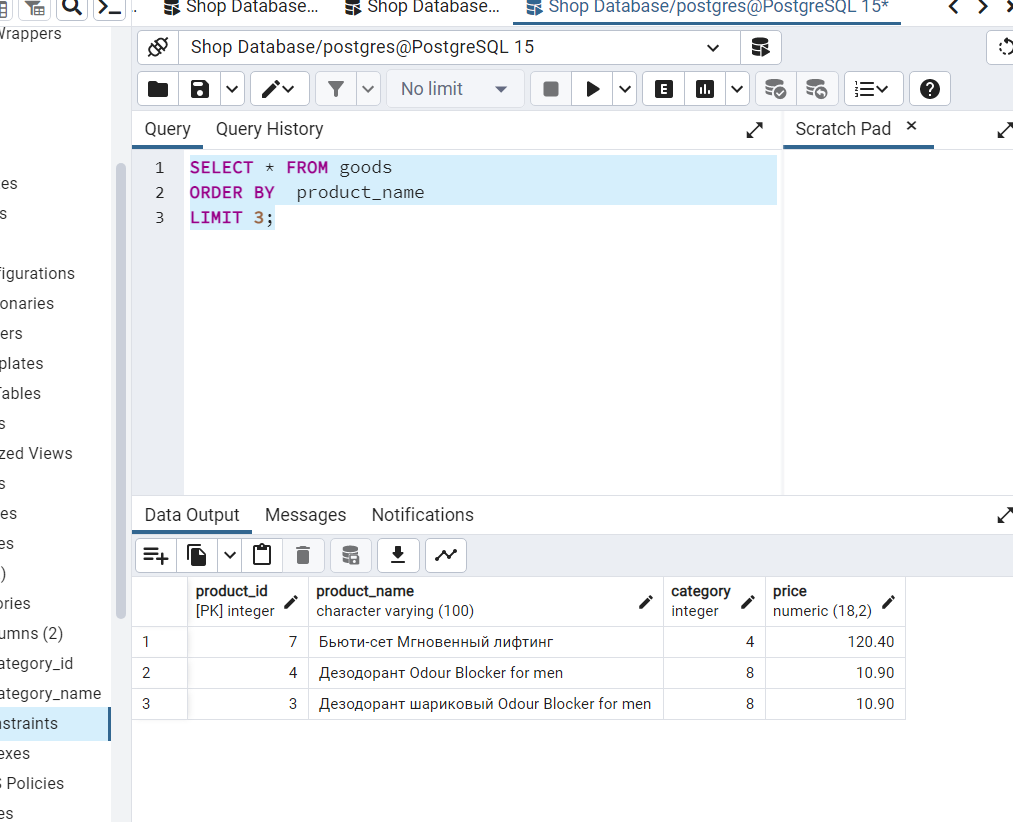 Shop Database...
Shop Database...
Shop Database/postgres@PostgreSQL 15*
Wrappers
Shop Database/postgres@PostgreSQL 15
No limit
E
Query
Query History
Scratch Pad
1 SELECT * FROM goods
2 ORDER BY product_name
3 LIMIT 3;
es
s
figurations
onaries
ers
plates
Tables
s
zed Views
s
es
es
)
ories
umns (2)
ategory_id
ategory_name
nstraints
exes
S Policies
es
Data Output
Messages
Notifications
product_id
[PK] integer
product_name
character varying (100)
category
integer
price
numeric (18,2)
1 7 Бьюти-сет Мгновенный лифтинг 4 120.40
2 4 Дезодорант Odour Blocker for men 8 10.90
3 3 Дезодорант шариковый Odour Blocker for men 8 10.90